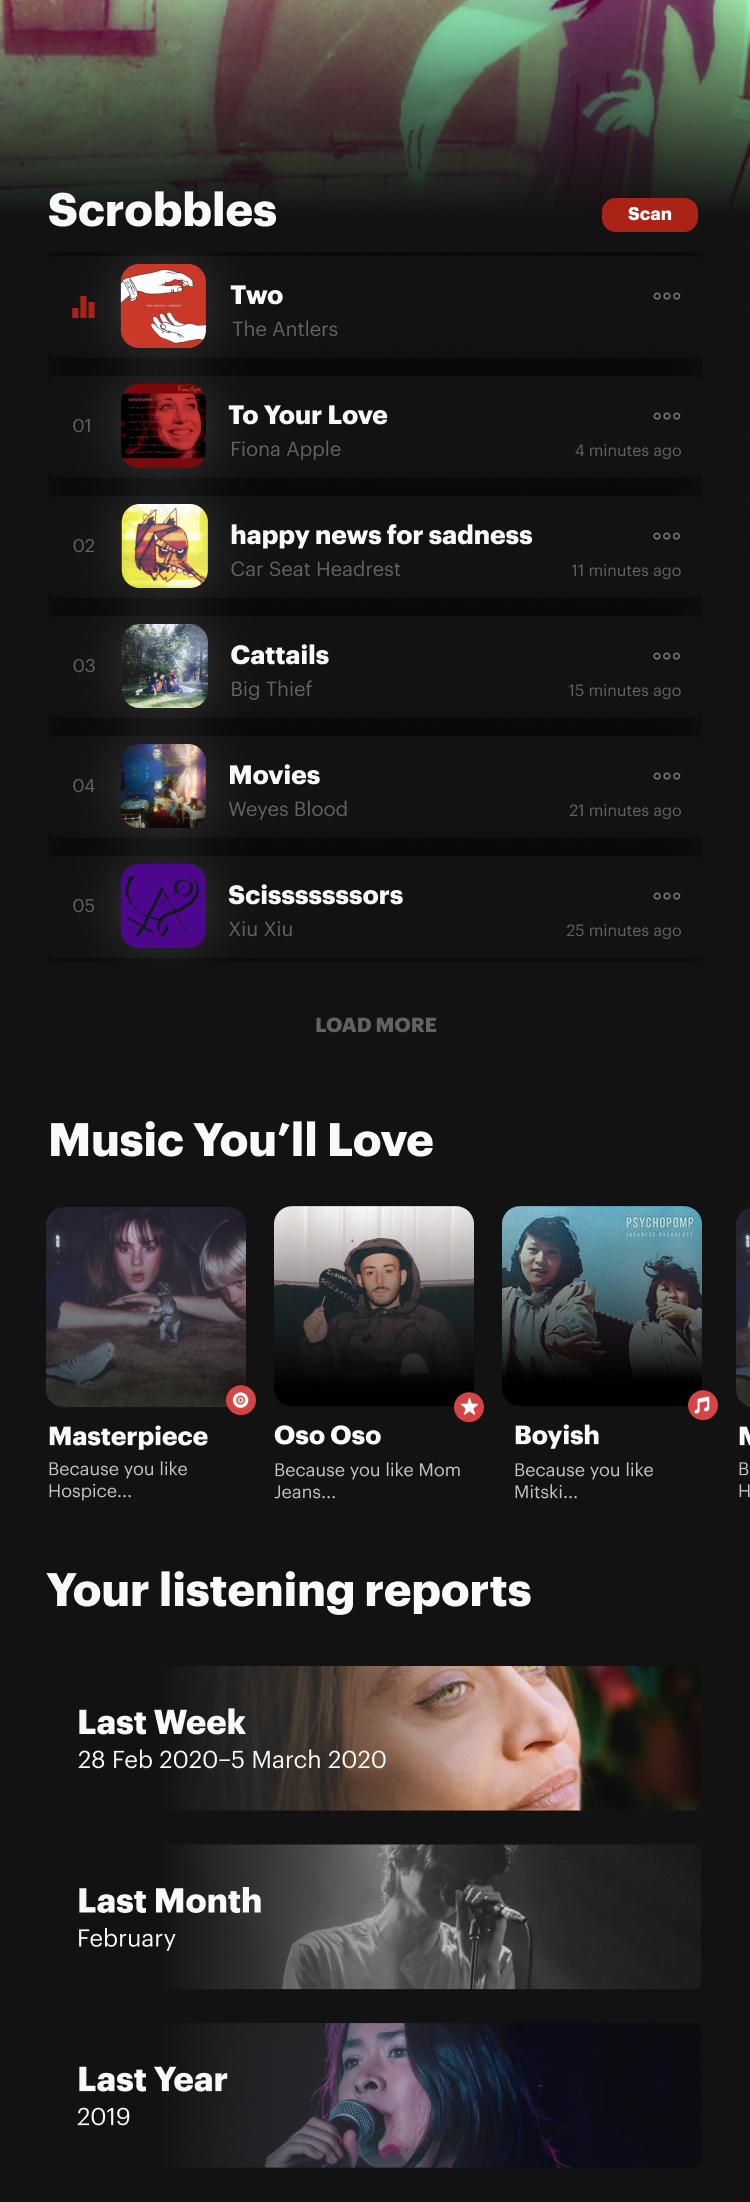 Scrobbles
Scan
Two
The Antlers
01
To Your Love
Fiona Apple
4 minutes ago
02
happy news for sadness
Car Seat Headrest
11 minutes ago
03
Cattails
Big Thief
15 minutes ago
04
Movies
Weyes Blood
21 minutes ago
05
Scisssssssors
Xiu Xiu
25 minutes ago
LOAD MORE
Music You’ll Love
PSYCHOPOMP
JAPANESE BREAKFAST
Masterpiece
Because you like
Hospice...
Oso Oso
Because you like Mom
Jeans...
Boyish
Because you like
Mitski...
M
B
H
Your listening reports
Last Week
28 Feb 2020–5 March 2020
Last Month
February
Last Year
2019